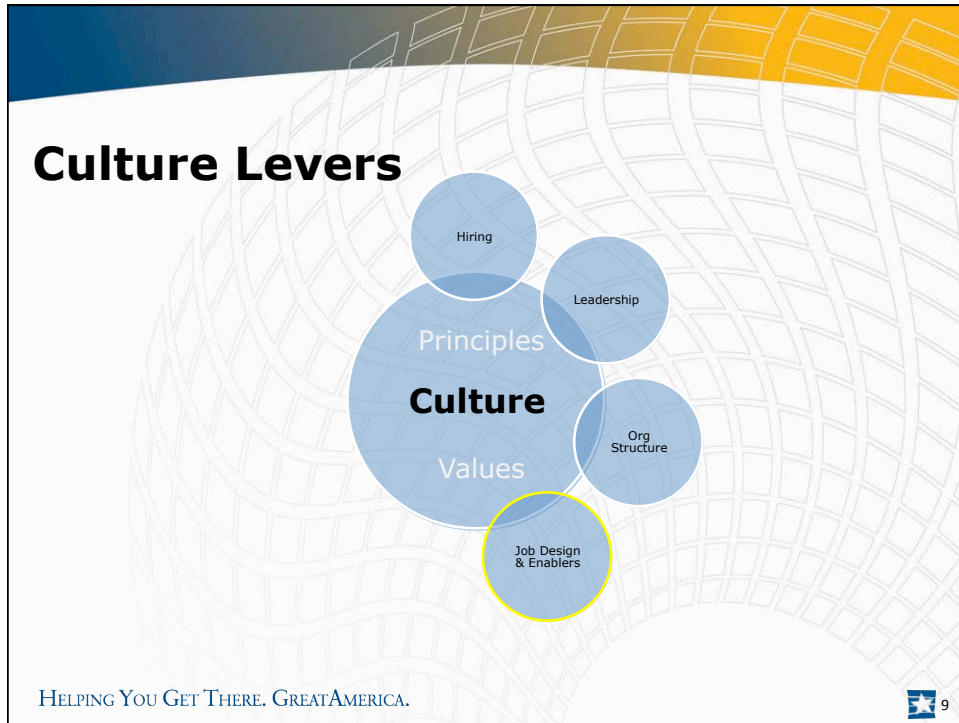 Culture Levers
Hiring
Leadership
Principles
Culture
Values
Org
Structure
Job Design
& Enablers
HELPING YOU GET THERE. GREATAMERICA.
9